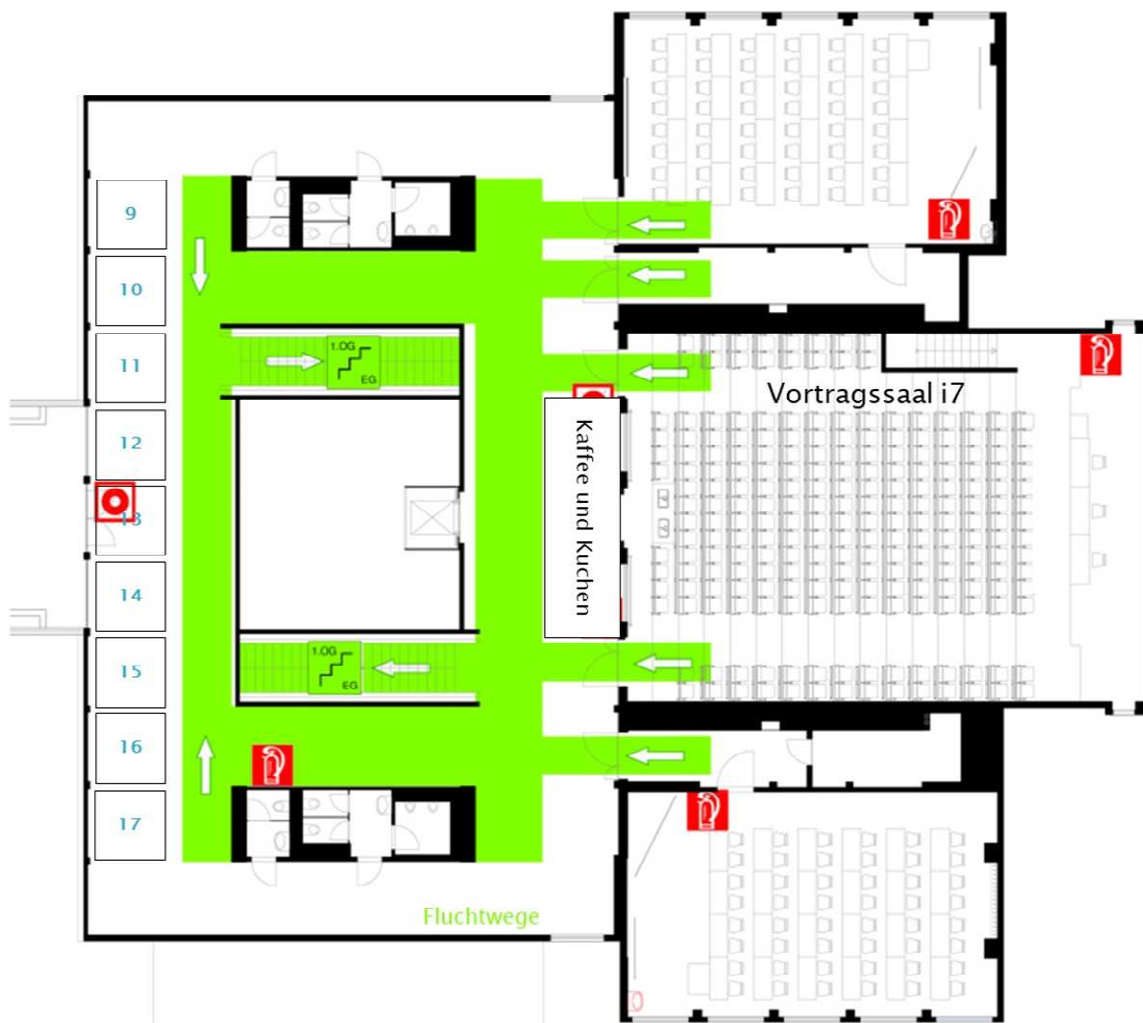 9
10
11
1.OG
EG
Vortragssaal i7
12
Kaffee und Kuchen
13
14
15
1.OG
EG
16
17
Fluchtwege